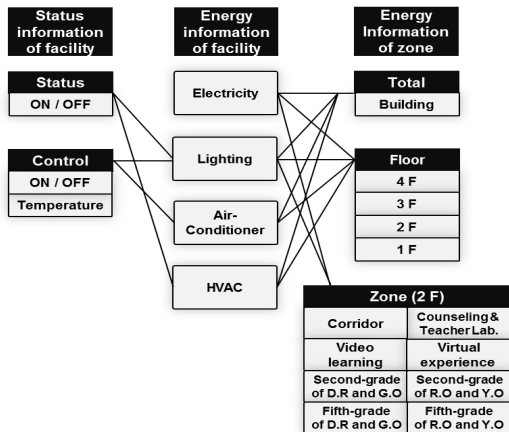 Status
information
of facility
Energy
information
of facility
Energy
Information
of zone
Status
ON / OFF
Control
ON / OFF
Temperature
Electricity
Lighting
Air-
Conditioner
HVAC
Total
Building
Floor
4 F
3 F
2 F
1 F
Zone (2 F)
Corridor
Counseling &
Teacher Lab.
Video
learning
Virtual
experience
Second-grade
of D.R and G.O
Second-grade
of R.O and Y.O
Fifth-grade
of D.R and G.O
Fifth-grade
of R.O and Y.O